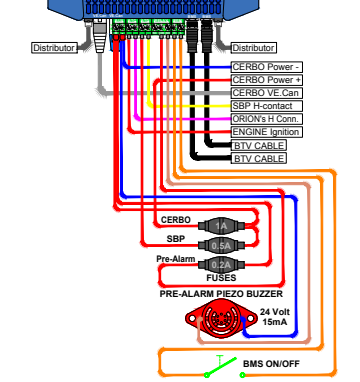 Distributor
Distributor
CERBO Power -
CERBO Power +
CERBO VE.Can
SBP H-contact
ORION's H Conn.
ENGINE Ignition
BTV CABLE
BTV CABLE
CERBO
1A
SBP
0.5A
Pre-Alarm
0.2A
FUSES
PRE-ALARM PIEZO BUZZER
24 Volt
15mA
BMS ON/OFF